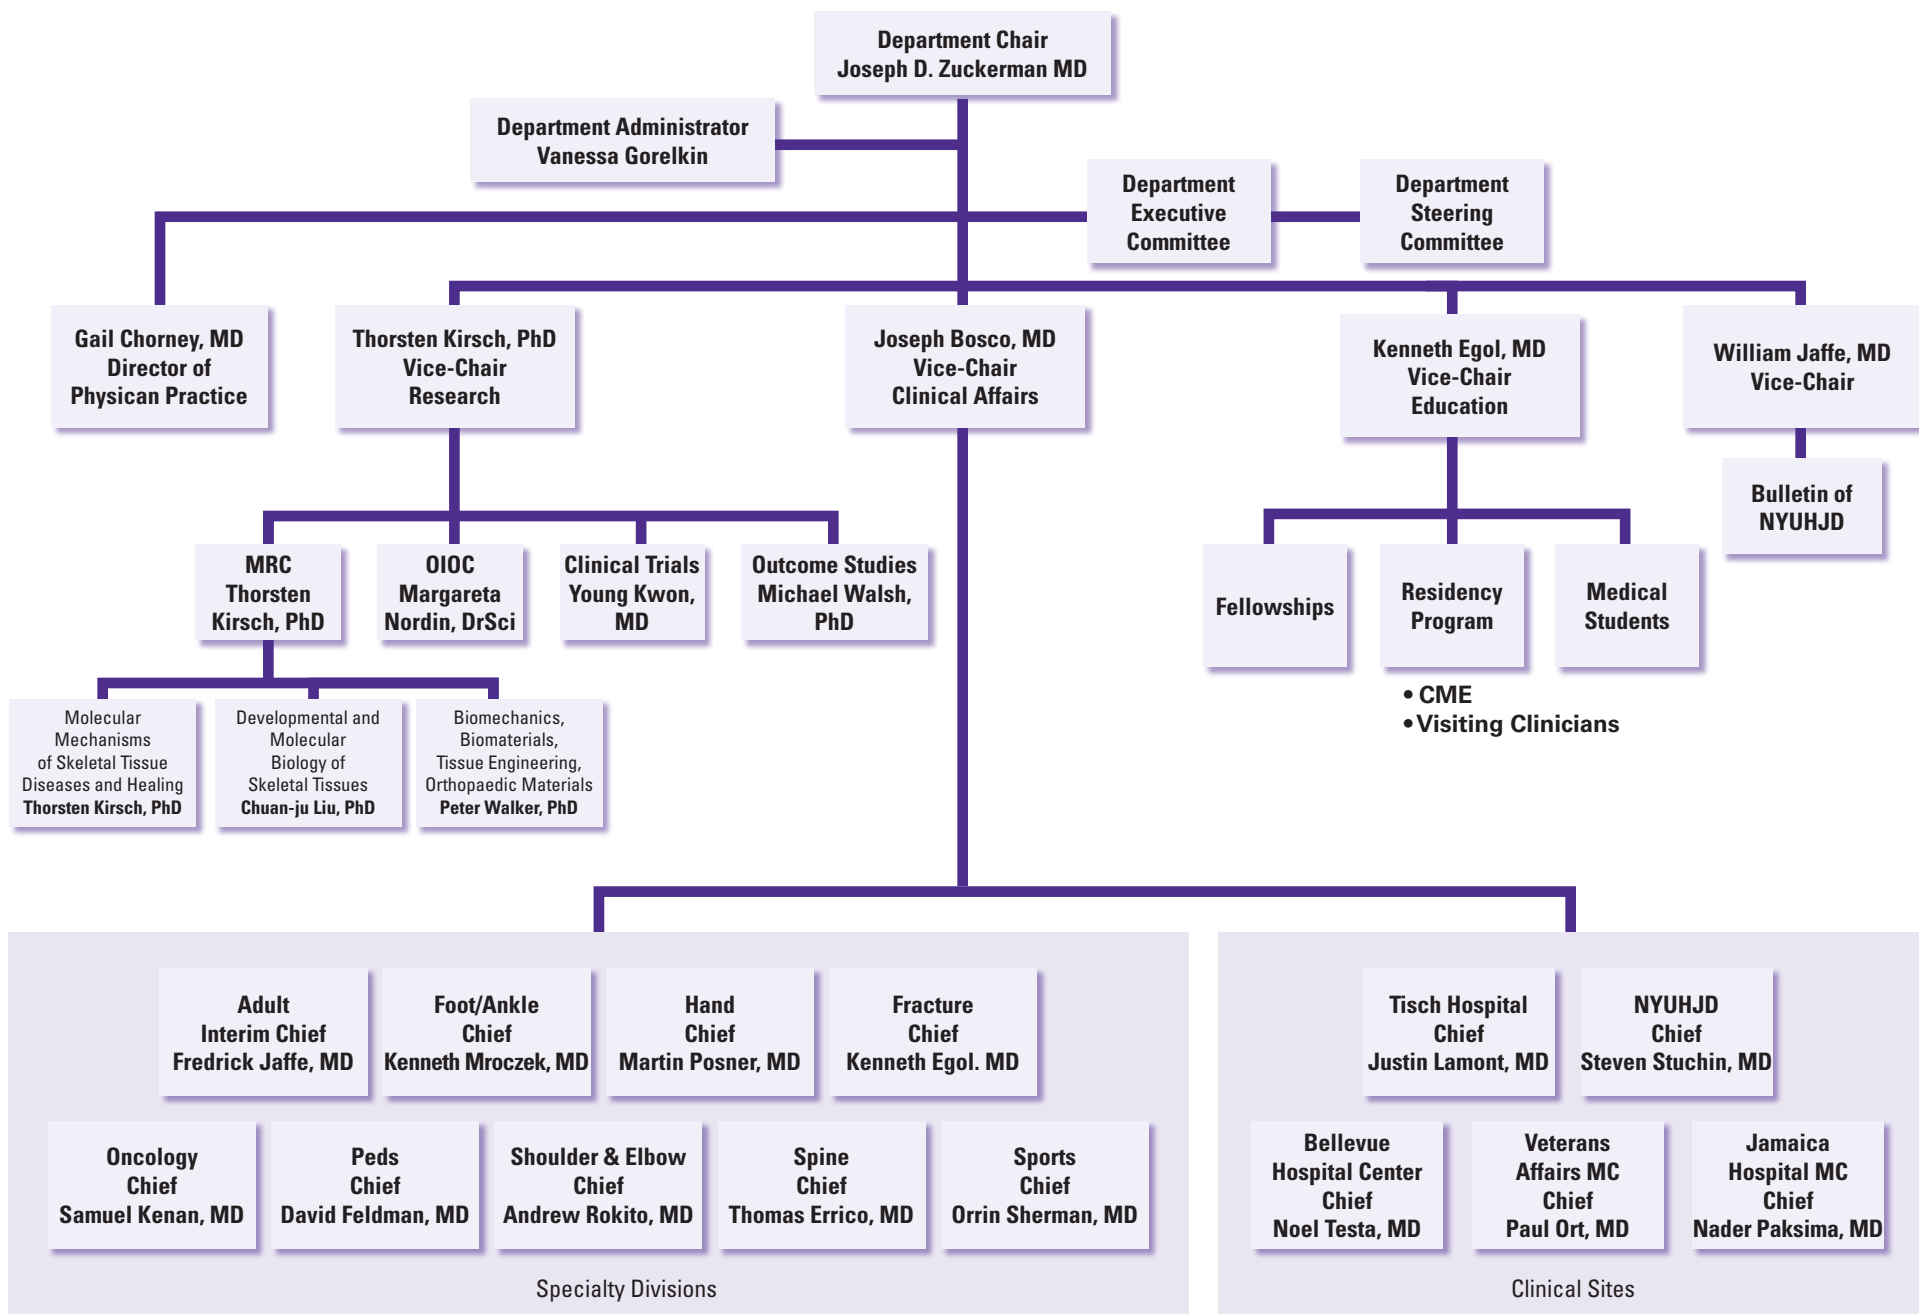 Department Chair
Joseph D. Zuckerman MD
Department Administrator
Vanessa Gorelkin
Department
Executive
Committee
Department
Steering
Committee
Gail Chorney, MD
Director of
Physican Practice
Thorsten Kirsch, PhD
Vice-Chair
Research
Joseph Bosco, MD
Vice-Chair
Clinical Affairs
Kenneth Egol, MD
Vice-Chair
Education
William Jaffe, MD
Vice-Chair
Bulletin of
NYUHJD
MRC
Thorsten
Kirsch, PhD
OIOC
Margareta
Nordin, DrSci
Clinical Trials
Young Kwon,
MD
Outcome Studies
Michael Walsh,
PhD
Fellowships
Residency
Program
Medical
Students
• CME
• Visiting Clinicians
Molecular
Mechanisms
of Skeletal Tissue
Diseases and Healing
Thorsten Kirsch, PhD
Developmental and
Molecular
Biology of
Skeletal Tissues
Chuan-ju Liu, PhD
Biomechanics,
Biomaterials,
Tissue Engineering,
Orthopaedic Materials
Peter Walker, PhD
Adult
Interim Chief
Fredrick Jaffe, MD
Foot/Ankle
Chief
Kenneth Mroczek, MD
Hand
Chief
Martin Posner, MD
Fracture
Chief
Kenneth Egol. MD
Oncology
Chief
Samuel Kenan, MD
Peds
Chief
David Feldman, MD
Shoulder & Elbow
Chief
Andrew Rokito, MD
Spine
Chief
Thomas Errico, MD
Sports
Chief
Orrin Sherman, MD
Specialty Divisions
Tisch Hospital
Chief
Justin Lamont, MD
NYUHJD
Chief
Steven Stuchin, MD
Bellevue
Hospital Center
Chief
Noel Testa, MD
Veterans
Affairs MC
Chief
Paul Ort, MD
Jamaica
Hospital MC
Chief
Nader Paksima, MD
Clinical Sites